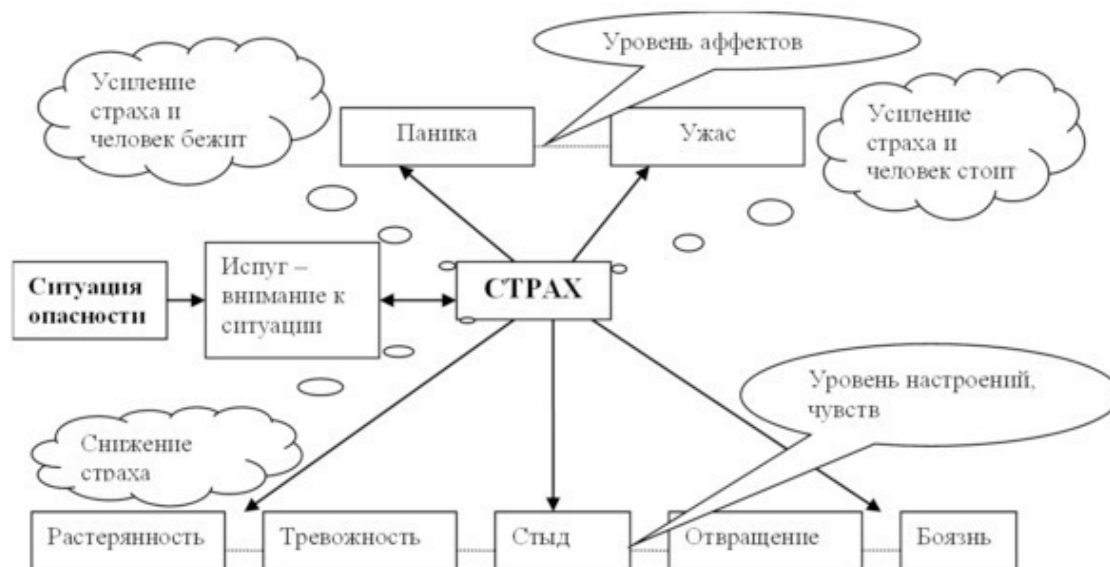 Уровень аффектов
Усиление
страха и
человек бежит
Паника
Ужас
Усиление
страха и
человек стоит
Ситуация
опасности
Испуг –
внимание к
ситуации
СТРАХ
Уровень настроений,
чувств
Снижение
страха
Растерянность
Тревожность
Стыд
Отвращение
Боязнь